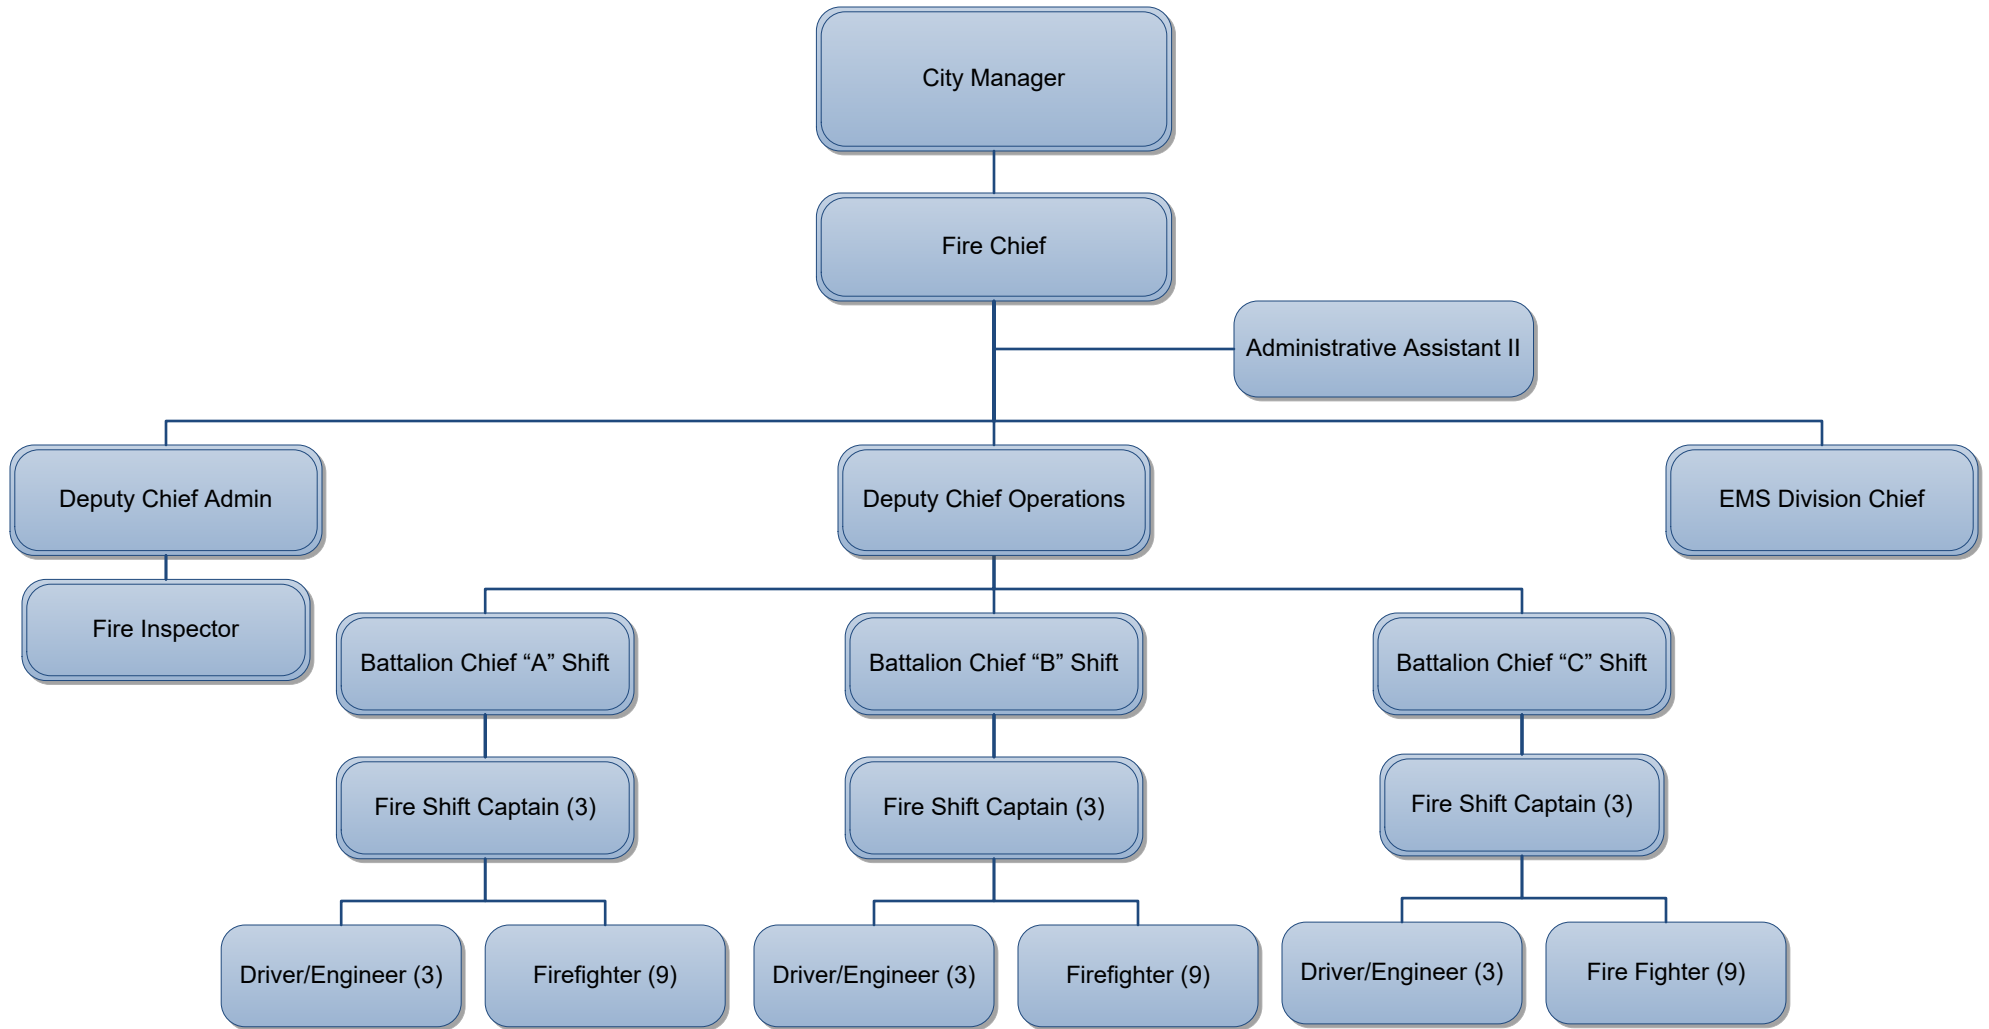 City Manager
Fire Chief
Administrative Assistant II
Deputy Chief Admin
Deputy Chief Operations
EMS Division Chief
Fire Inspector
Battalion Chief “A” Shift
Battalion Chief “B” Shift
Battalion Chief “C” Shift
Fire Shift Captain (3)
Fire Shift Captain (3)
Fire Shift Captain (3)
Driver/Engineer (3)
Firefighter (9)
Driver/Engineer (3)
Firefighter (9)
Driver/Engineer (3)
Fire Fighter (9)